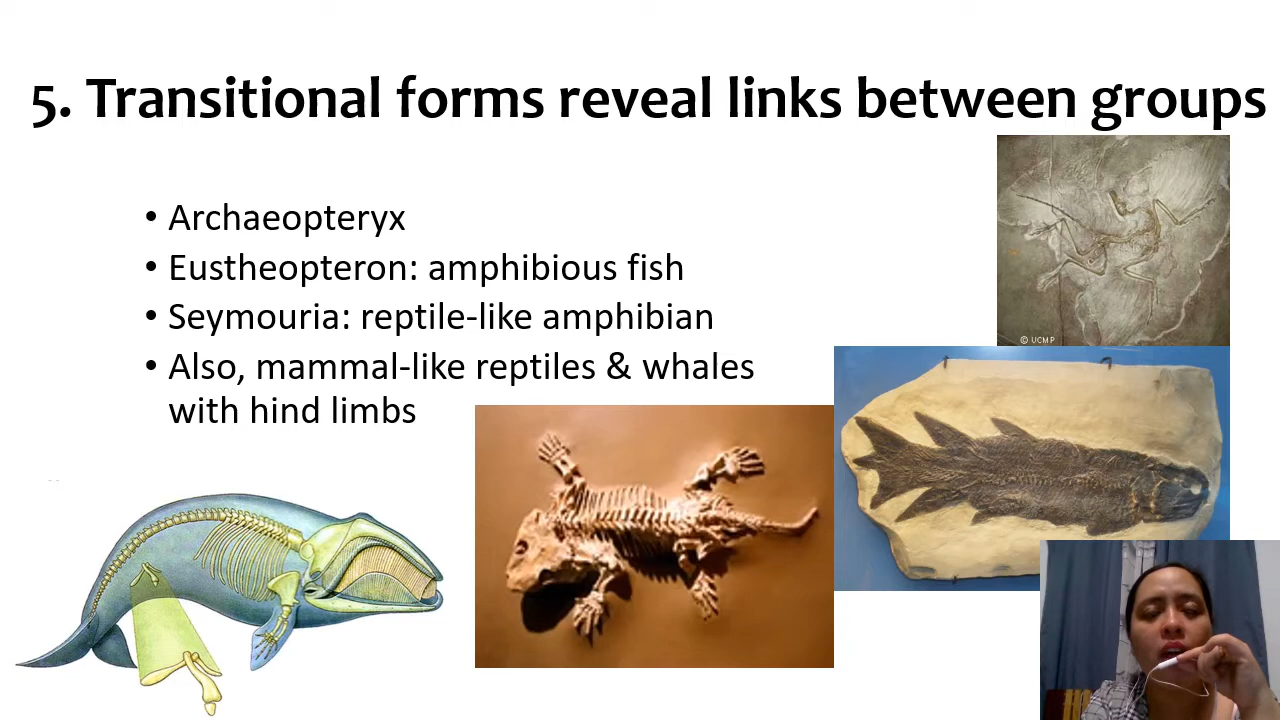 5. Transitional forms reveal links between groups
• Archaeopteryx
• Eustheopteron: amphibious fish
• Seymouria: reptile-like amphibian
• Also, mammal-like reptiles & whales
with hind limbs
© UCMP